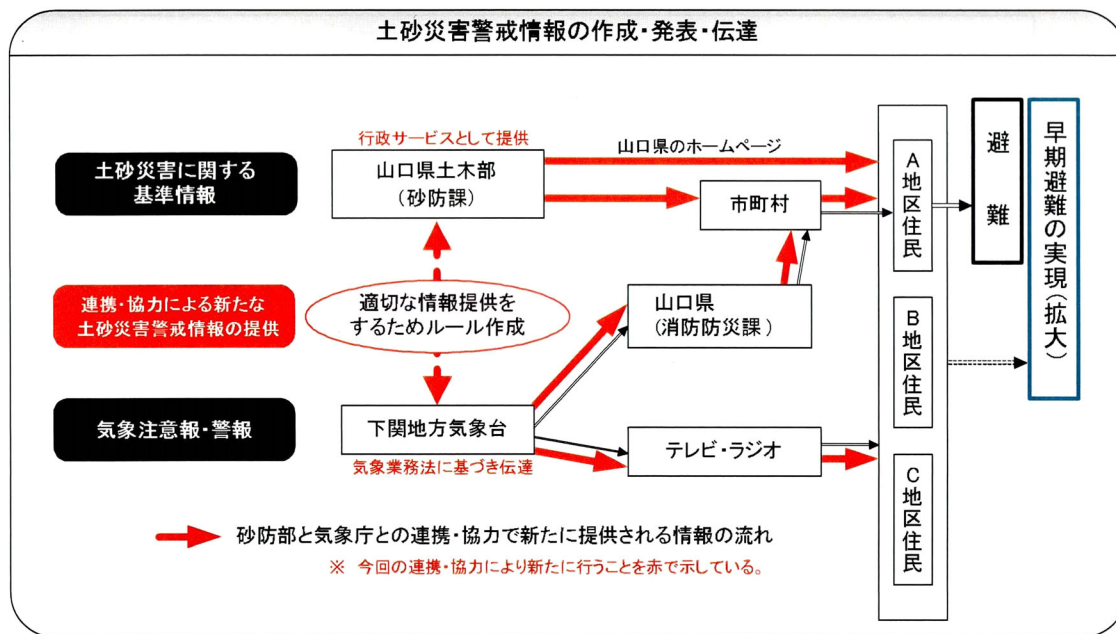 土砂災害警戒情報の作成・発表・伝達
土砂災害に関する
基準情報
行政サービスとして提供
山口県土木部
（砂防課）
山口県のホームページ
市町村
A地区住民
避難
早期避難の実現（拡大）
連携・協力による新たな
土砂災害警戒情報の提供
適切な情報提供を
するためルール作成
山口県
（消防防災課）
B地区住民
気象注意報・警報
下関地方気象台
気象業務法に基づき伝達
テレビ・ラジオ
C地区住民
砂防部と気象庁との連携・協力で新たに提供される情報の流れ
※ 今回の連携・協力により新たに行うことを赤で示している。